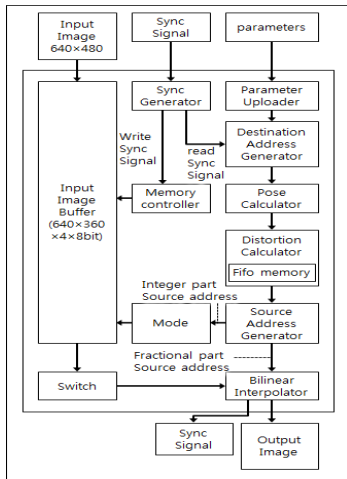 Input
Image
640×480
Sync
Signal
parameters
Sync
Generator
Parameter
Uploader
Write
Sync
Signal
read
Sync
Signal
Destination
Address
Generator
Input
Image
Buffer
(640×360
×4×8bit)
Memory
controller
Pose
Calculator
Distortion
Calculator
Fifo memory
Integer part
Source address
Mode
Source
Address
Generator
Fractional part
Source address
Switch
Bilinear
Interpolator
Sync
Signal
Output
Image